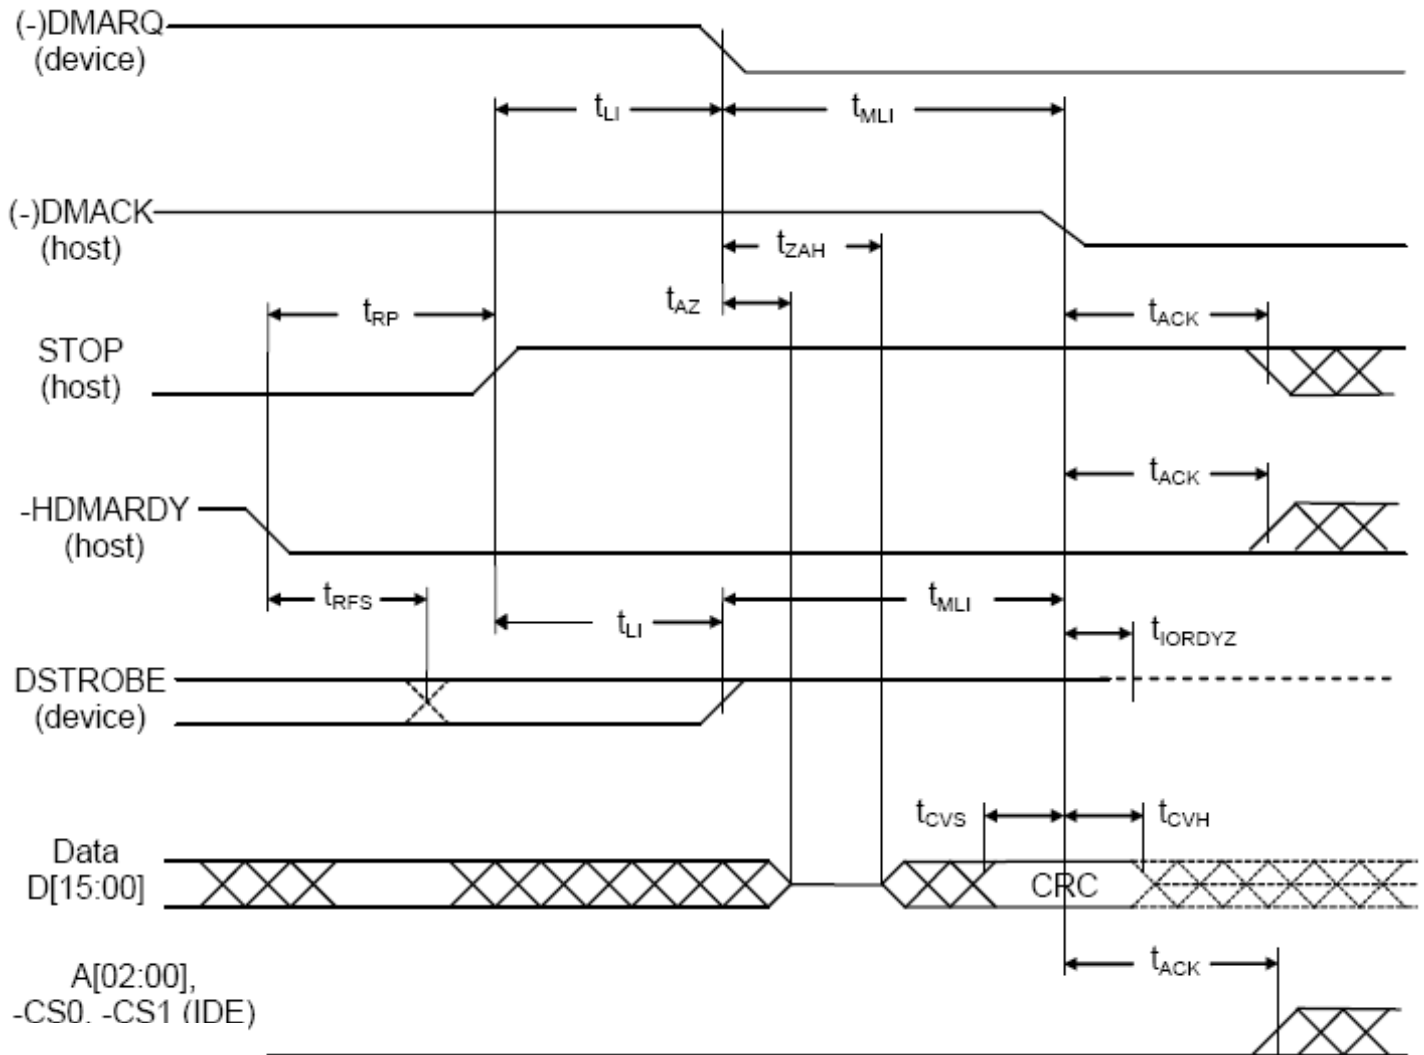 (-)DMARQ
(device)
tLI
tMLI
(-)DMACK
(host)
tZAH
tAZ
tRP
tACK
STOP
(host)
tACK
-HDMARDY
(host)
tRFS
tLI
tMLI
tIORDYZ
DSTROBE
(device)
tCVS
tCVH
Data
D[15:00]
CRC
tACK
A[02:00],
-CS0, -CS1 (IDE)